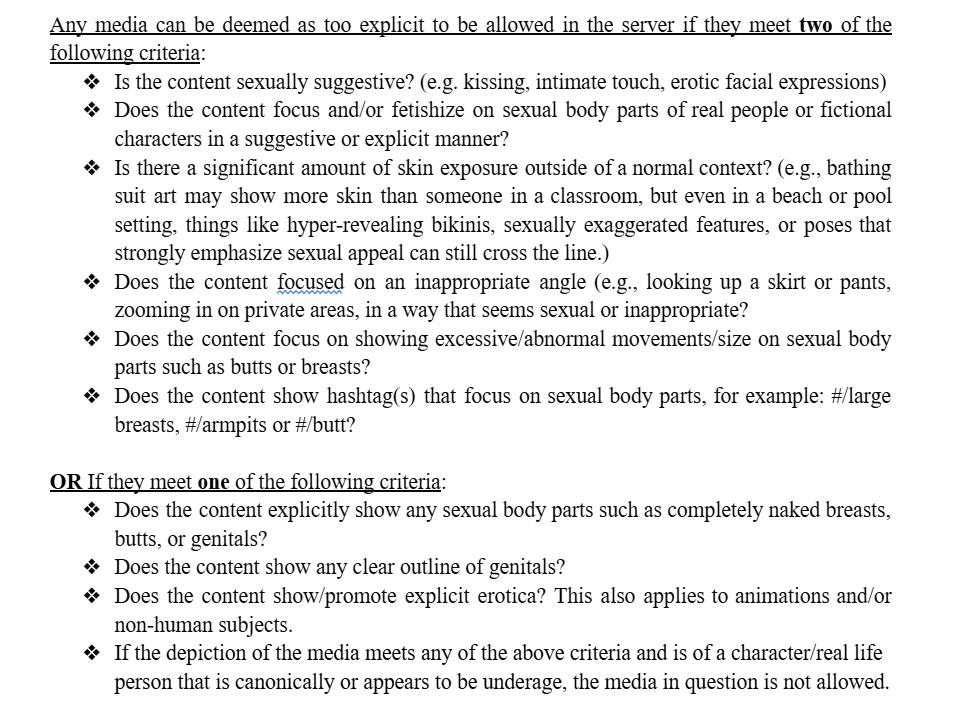 Any media can be deemed as too explicit to be allowed in the server if they meet two of the
following criteria:
❖ Is the content sexually suggestive? (e.g. kissing, intimate touch, erotic facial expressions)
❖ Does the content focus and/or fetishize on sexual body parts of real people or fictional
characters in a suggestive or explicit manner?
❖ Is there a significant amount of skin exposure outside of a normal context? (e.g., bathing
suit art may show more skin than someone in a classroom, but even in a beach or pool
setting, things like hyper-revealing bikinis, sexually exaggerated features, or poses that
strongly emphasize sexual appeal can still cross the line.)
❖ Does the content focused on an inappropriate angle (e.g., looking up a skirt or pants,
zooming in on private areas, in a way that seems sexual or inappropriate?
❖ Does the content focus on showing excessive/abnormal movements/size on sexual body
parts such as butts or breasts?
❖ Does the content show hashtag(s) that focus on sexual body parts, for example: #/large
breasts, #/armpits or #/butt?
OR If they meet one of the following criteria:
❖ Does the content explicitly show any sexual body parts such as completely naked breasts,
butts, or genitals?
❖ Does the content show any clear outline of genitals?
❖ Does the content show/promote explicit erotica? This also applies to animations and/or
non-human subjects.
❖ If the depiction of the media meets any of the above criteria and is of a character/real life
person that is canonically or appears to be underage, the media in question is not allowed.